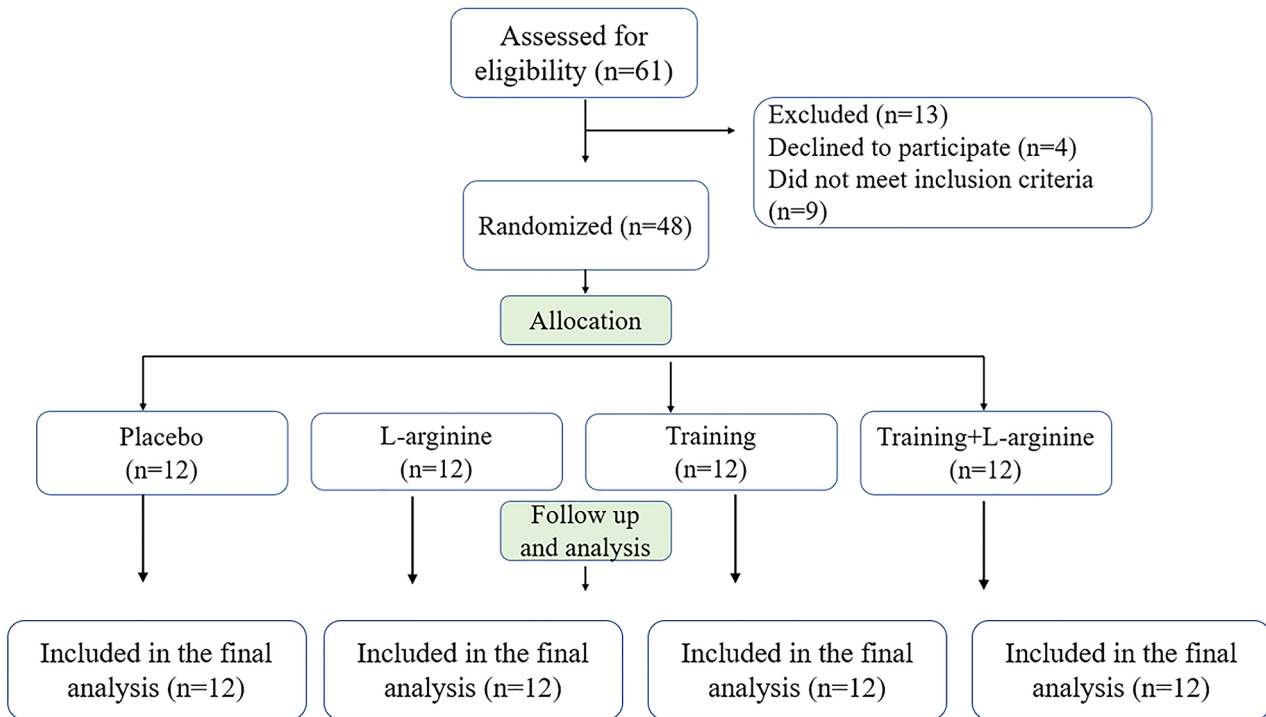 Assessed for
eligibility (n=61)
Excluded (n=13)
Declined to participate (n=4)
Did not meet inclusion criteria
(n=9)
Randomized (n=48)
Allocation
Placebo
(n=12)
L-arginine
(n=12)
Training
(n=12)
Training+L-arginine
(n=12)
Follow up
and analysis
Included in the final
analysis (n=12)
Included in the final
analysis (n=12)
Included in the final
analysis (n=12)
Included in the final
analysis (n=12)